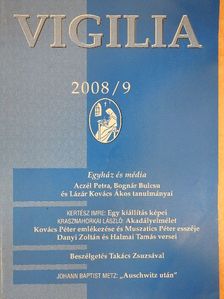 VIGILIA
2008/9
Egyház és média
Aczél Petra, Bognár Bulcsu
és Lázár Kovács Ákos tanulmányai
KERTÉSZ IMRE: Egy kiállítás képei
KRASZNAHORKAI LÁSZLÓ: Akadályelmélet
Kovács Péter emlékezése és Muszatics Péter esszéje
Danyi Zoltán és Halmai Tamás versei
Beszélgetés Takács Zsuzsával
JOHANN BAPTIST METZ: „Auschwitz után”